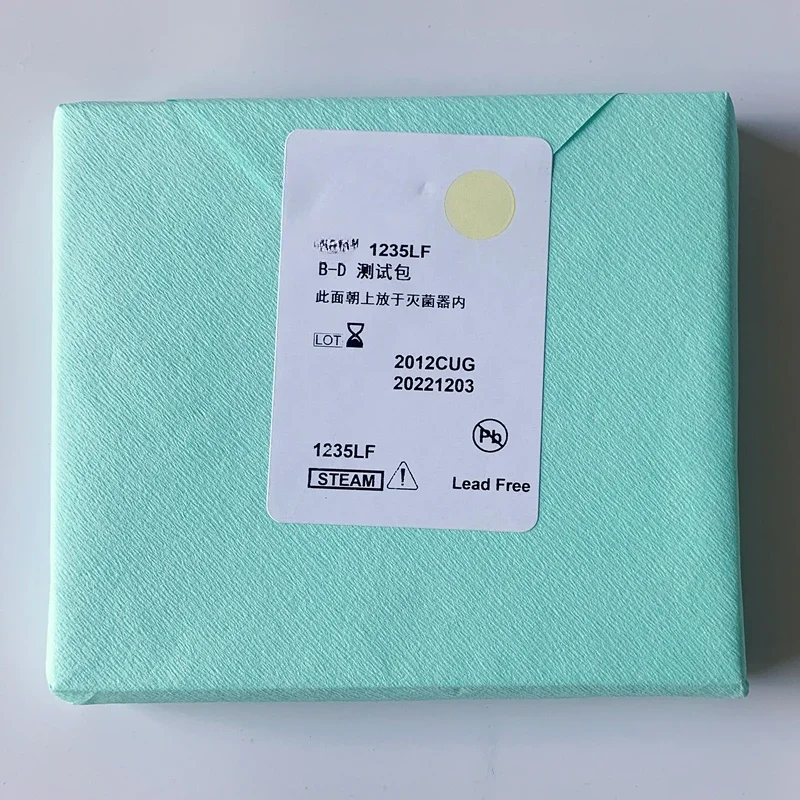 1235LF
B-D 测试包
此面朝上放于灭菌器内
LOT
2012CUG
20221203
Pb
1235LF
STEAM
Lead Free